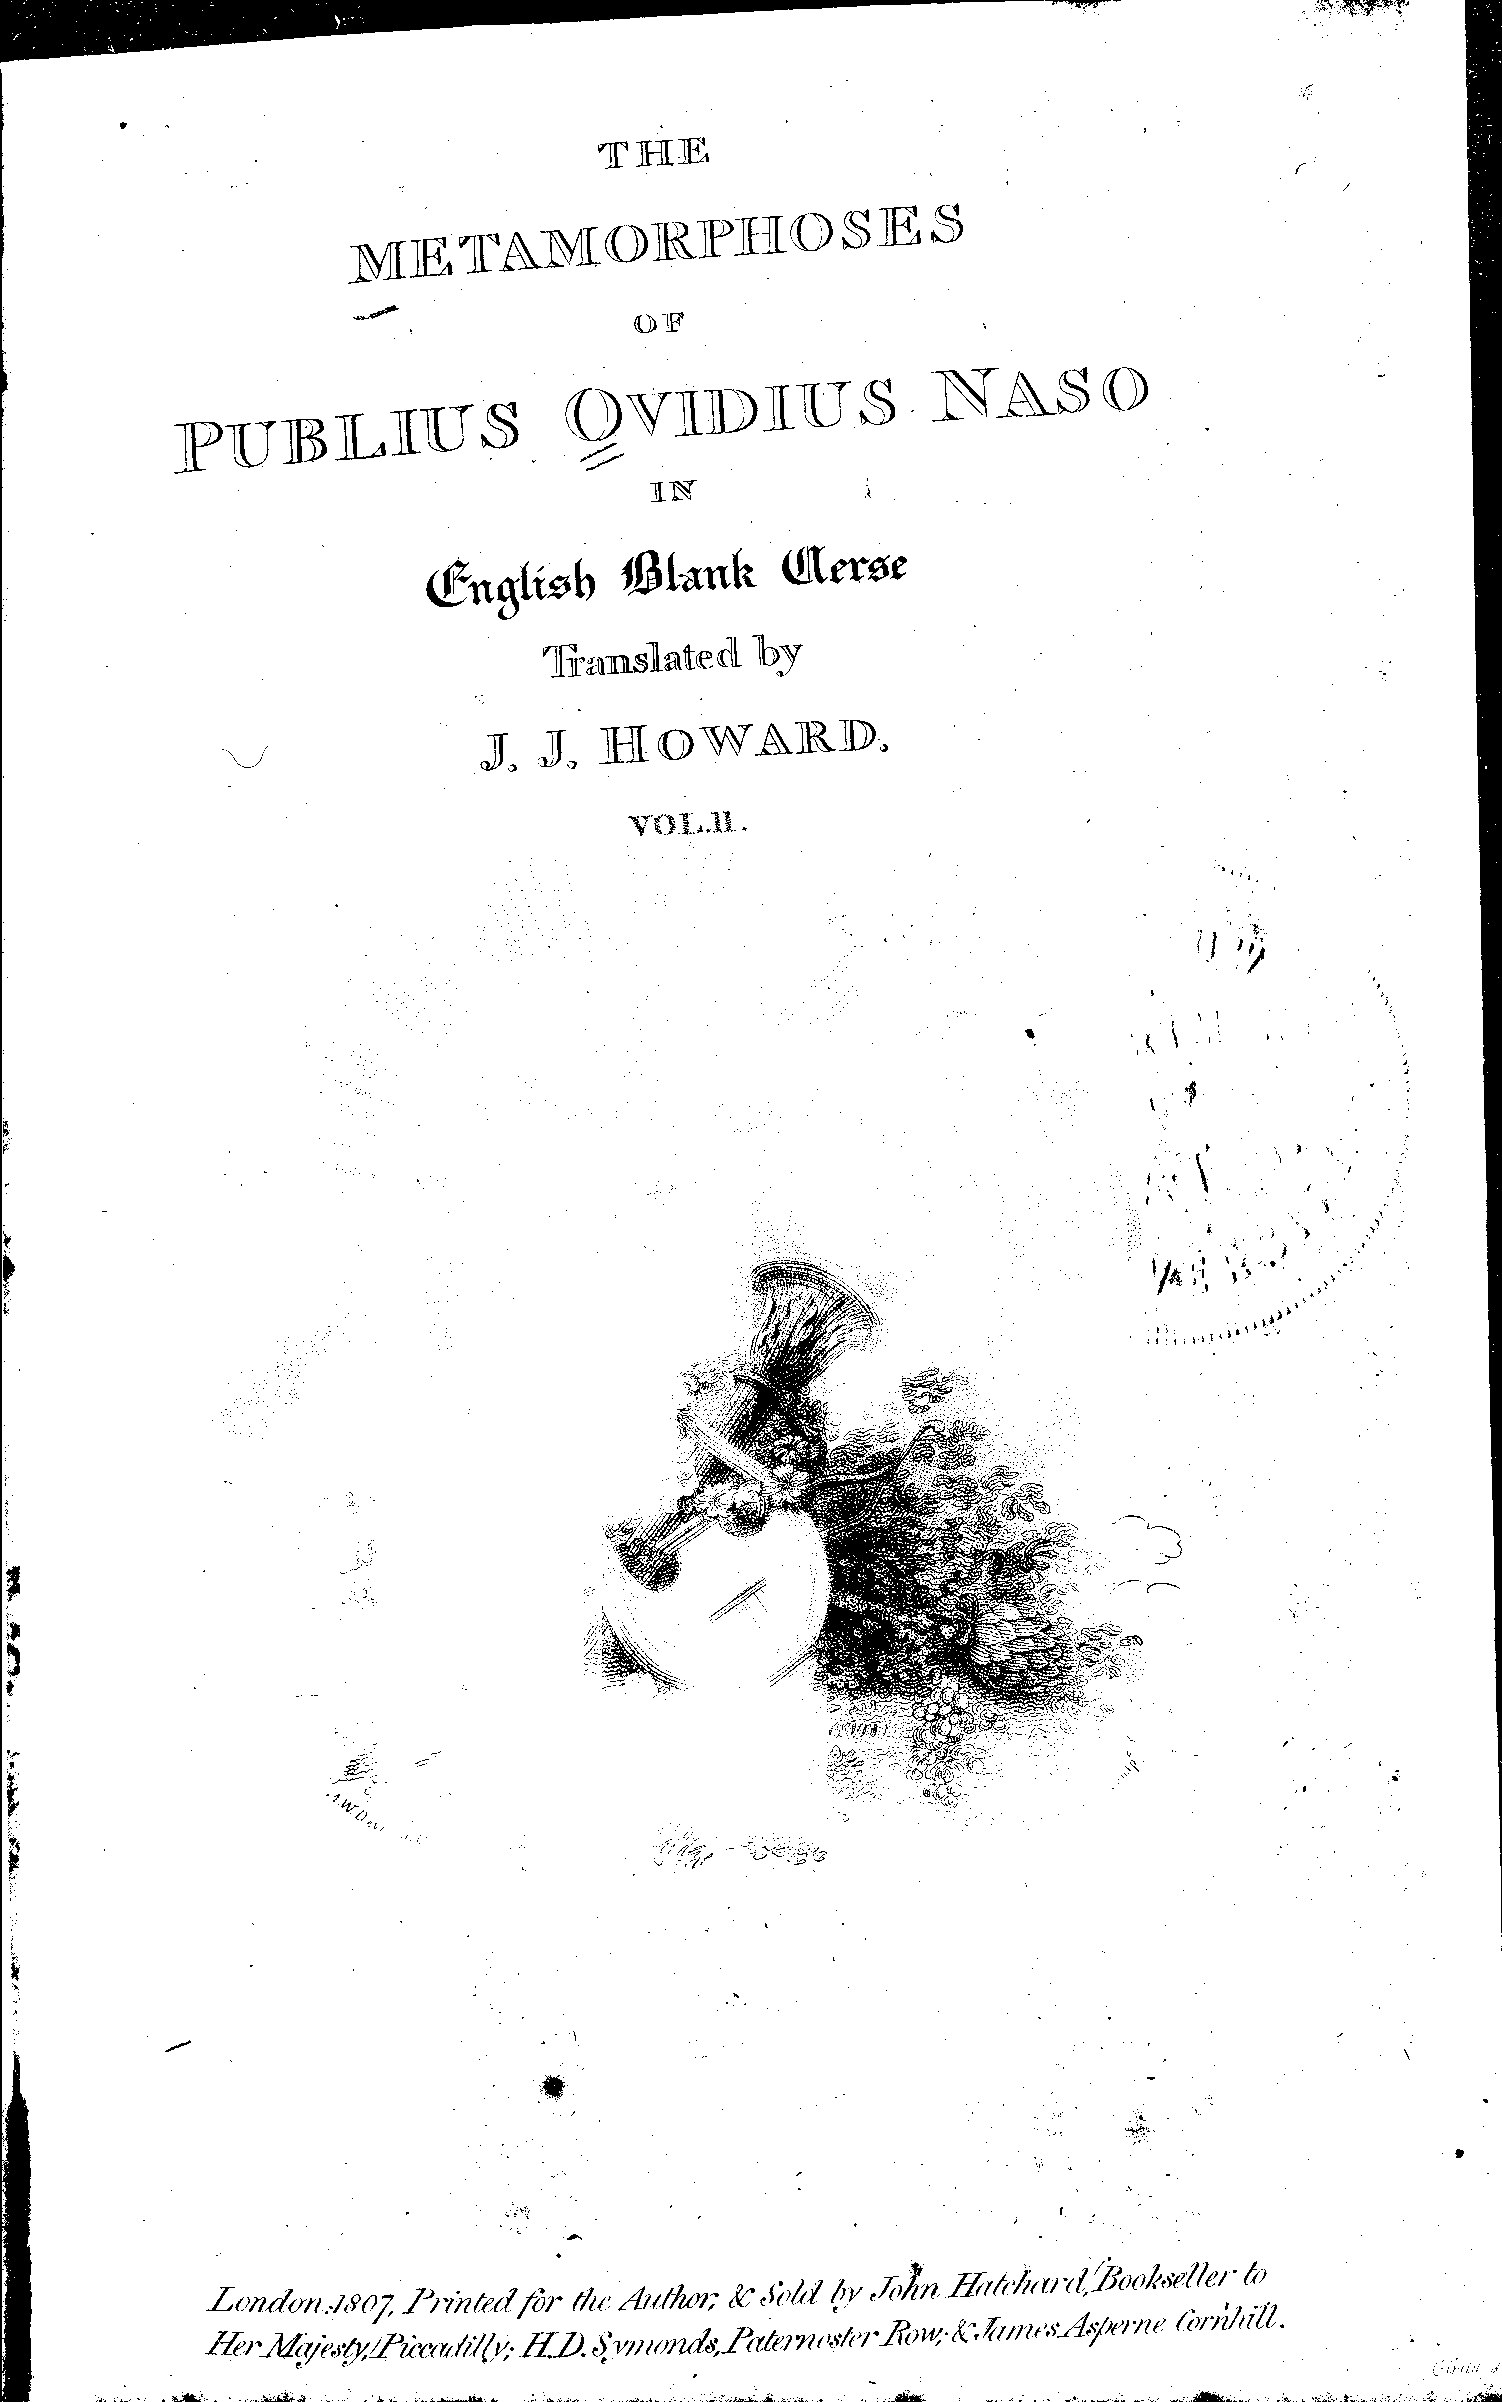 THE
METAMORPHOSES
OF
PUBLIUS OVIDIUS NASO
IN
English Blank Verse
Translated by
J. J. HOWARD.
VOL.II.
London:1807, Printed for the Author; & Sold by John Hatchard, Bookseller to
Her Majesty, Piccadilly; H.D. Symonds, Paternoster Row; & James Asperne Cornhill.